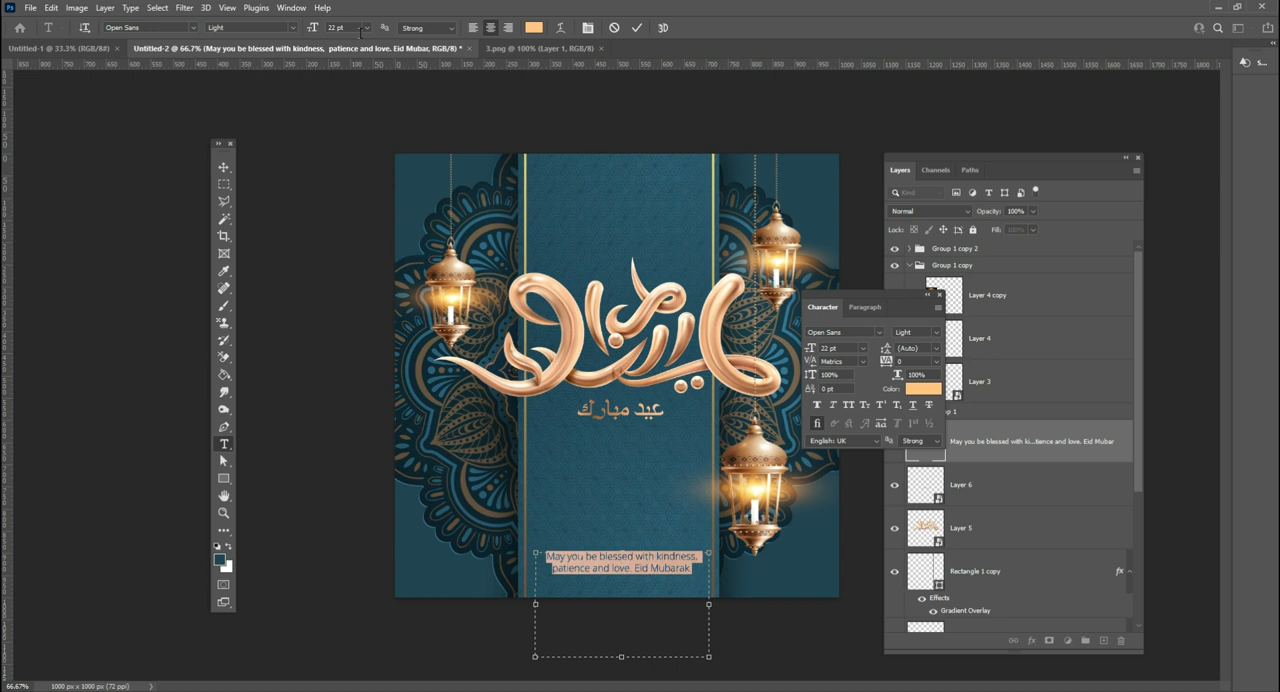 Ps File Edit Image Layer Type Select Filter 3D View Plugins Window Help
Open Sans Light 22 pt Strong 3D
Untitled-1 @ 33.3% (RGB/8#) × Untitled-2 @ 66.7% (May you be blessed with kindness, patience and love. Eid Mubar, RGB/8) * × 3.png @ 100% (Layer 1, RGB/8) ×
S...
Layers Channels Paths
Kind
Normal Opacity: 100%
Lock: Fill: 100%
Group 1 copy 2
Group 1 copy
Layer 4 copy
Layer 4
Layer 3
Character Paragraph
Open Sans Light
22 pt (Auto)
Metrics 0
100% 100%
0 pt Color:
English: UK Strong
May you be blessed with ki...tience and love. Eid Mubar
Layer 6
Layer 5
Rectangle 1 copy fx
Effects
Gradient Overlay
عيد مبارك
May you be blessed with kindness,
patience and love. Eid Mubarak
66.67% 1000 px x 1000 px (72 ppi)